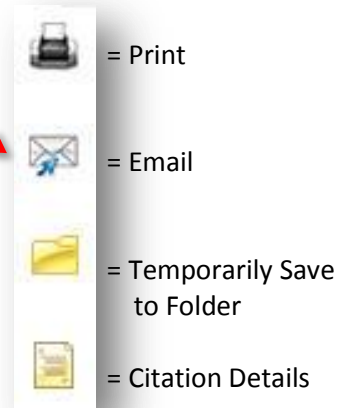 = Print
= Email
= Temporarily Save
to Folder
= Citation Details